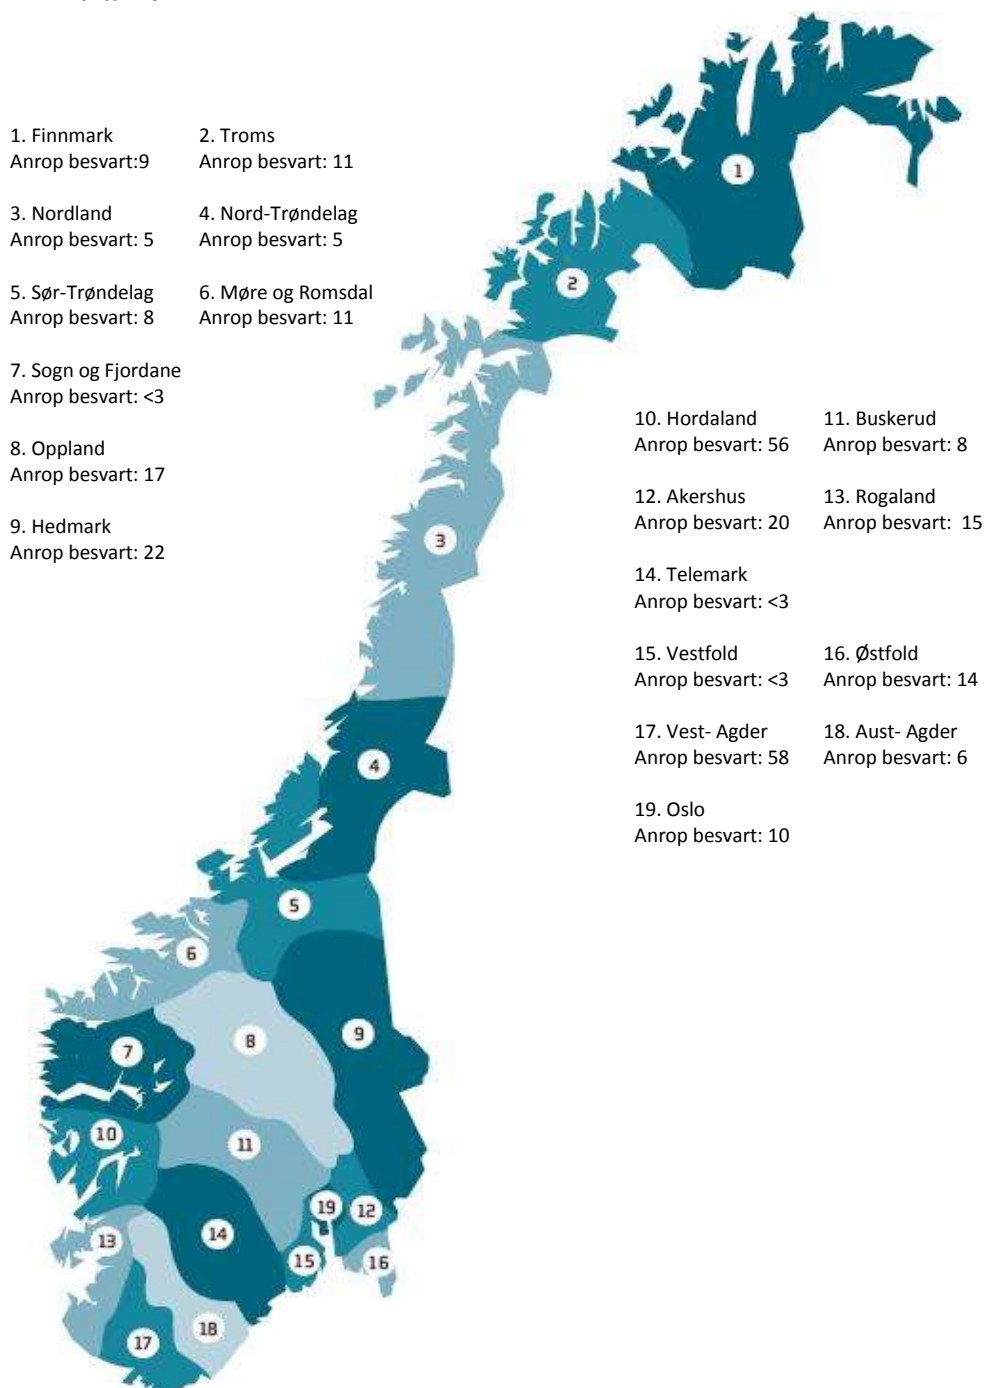 1. Finnmark 2. Troms
Anrop besvart:9 Anrop besvart: 11
3. Nordland 4. Nord-Trøndelag
Anrop besvart: 5 Anrop besvart: 5
5. Sør-Trøndelag 6. Møre og Romsdal
Anrop besvart: 8 Anrop besvart: 11
7. Sogn og Fjordane
Anrop besvart: <3
8. Oppland
Anrop besvart: 17
9. Hedmark
Anrop besvart: 22
10. Hordaland 11. Buskerud
Anrop besvart: 56 Anrop besvart: 8
12. Akershus 13. Rogaland
Anrop besvart: 20 Anrop besvart: 15
14. Telemark
Anrop besvart: <3
15. Vestfold 16. Østfold
Anrop besvart: <3 Anrop besvart: 14
17. Vest- Agder 18. Aust- Agder
Anrop besvart: 58 Anrop besvart: 6
19. Oslo
Anrop besvart: 10
1
2
3
4
5
6
7
8
9
10
11
19
12
14
13
15
16
17
18